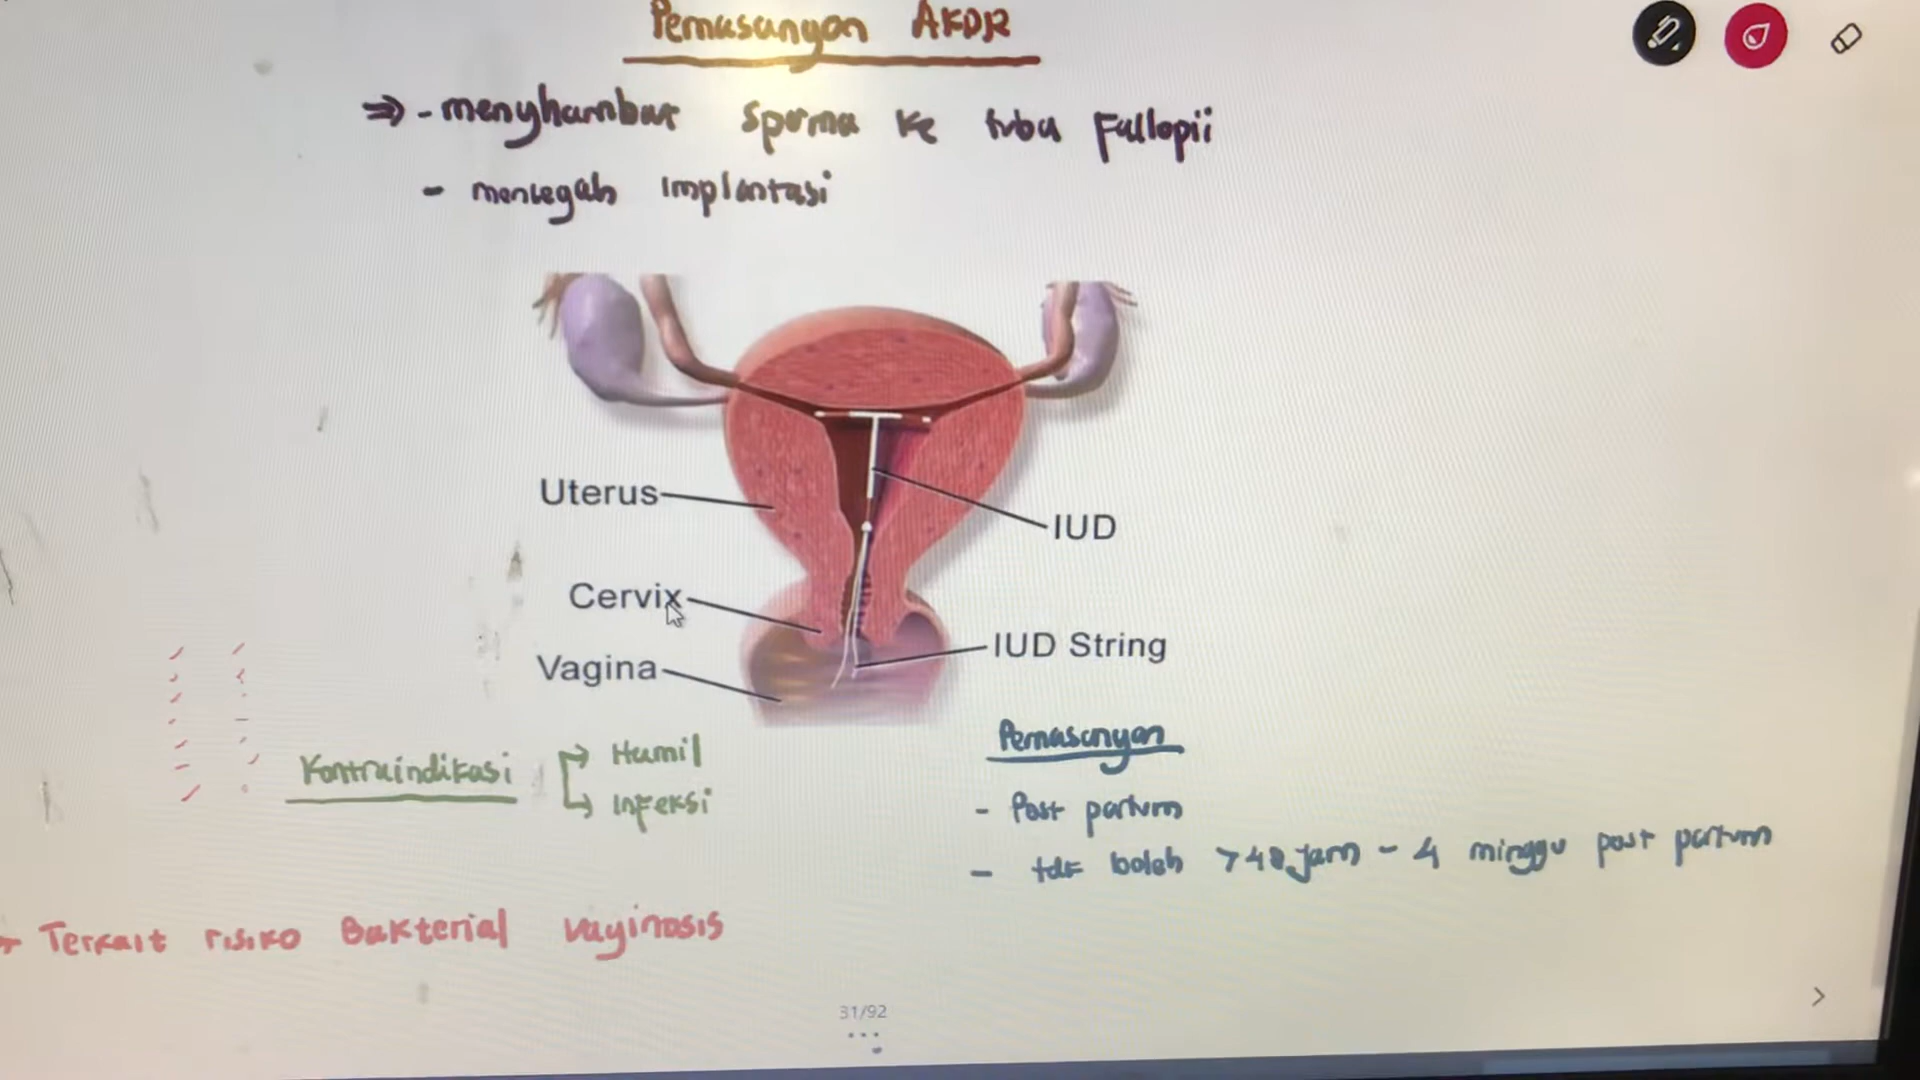 Pemasangan AKDR
⇒ - menghambat sperma ke tuba Fallopii
- mencegah implantasi
Uterus
IUD
Cervix
IUD String
Vagina
Pemasangan
Kontraindikasi → Hamil
→ Infeksi
- Post partum
- tdk boleh >48 jam - 4 minggu post partum
Terkait risiko Bakterial vaginosis
31/92